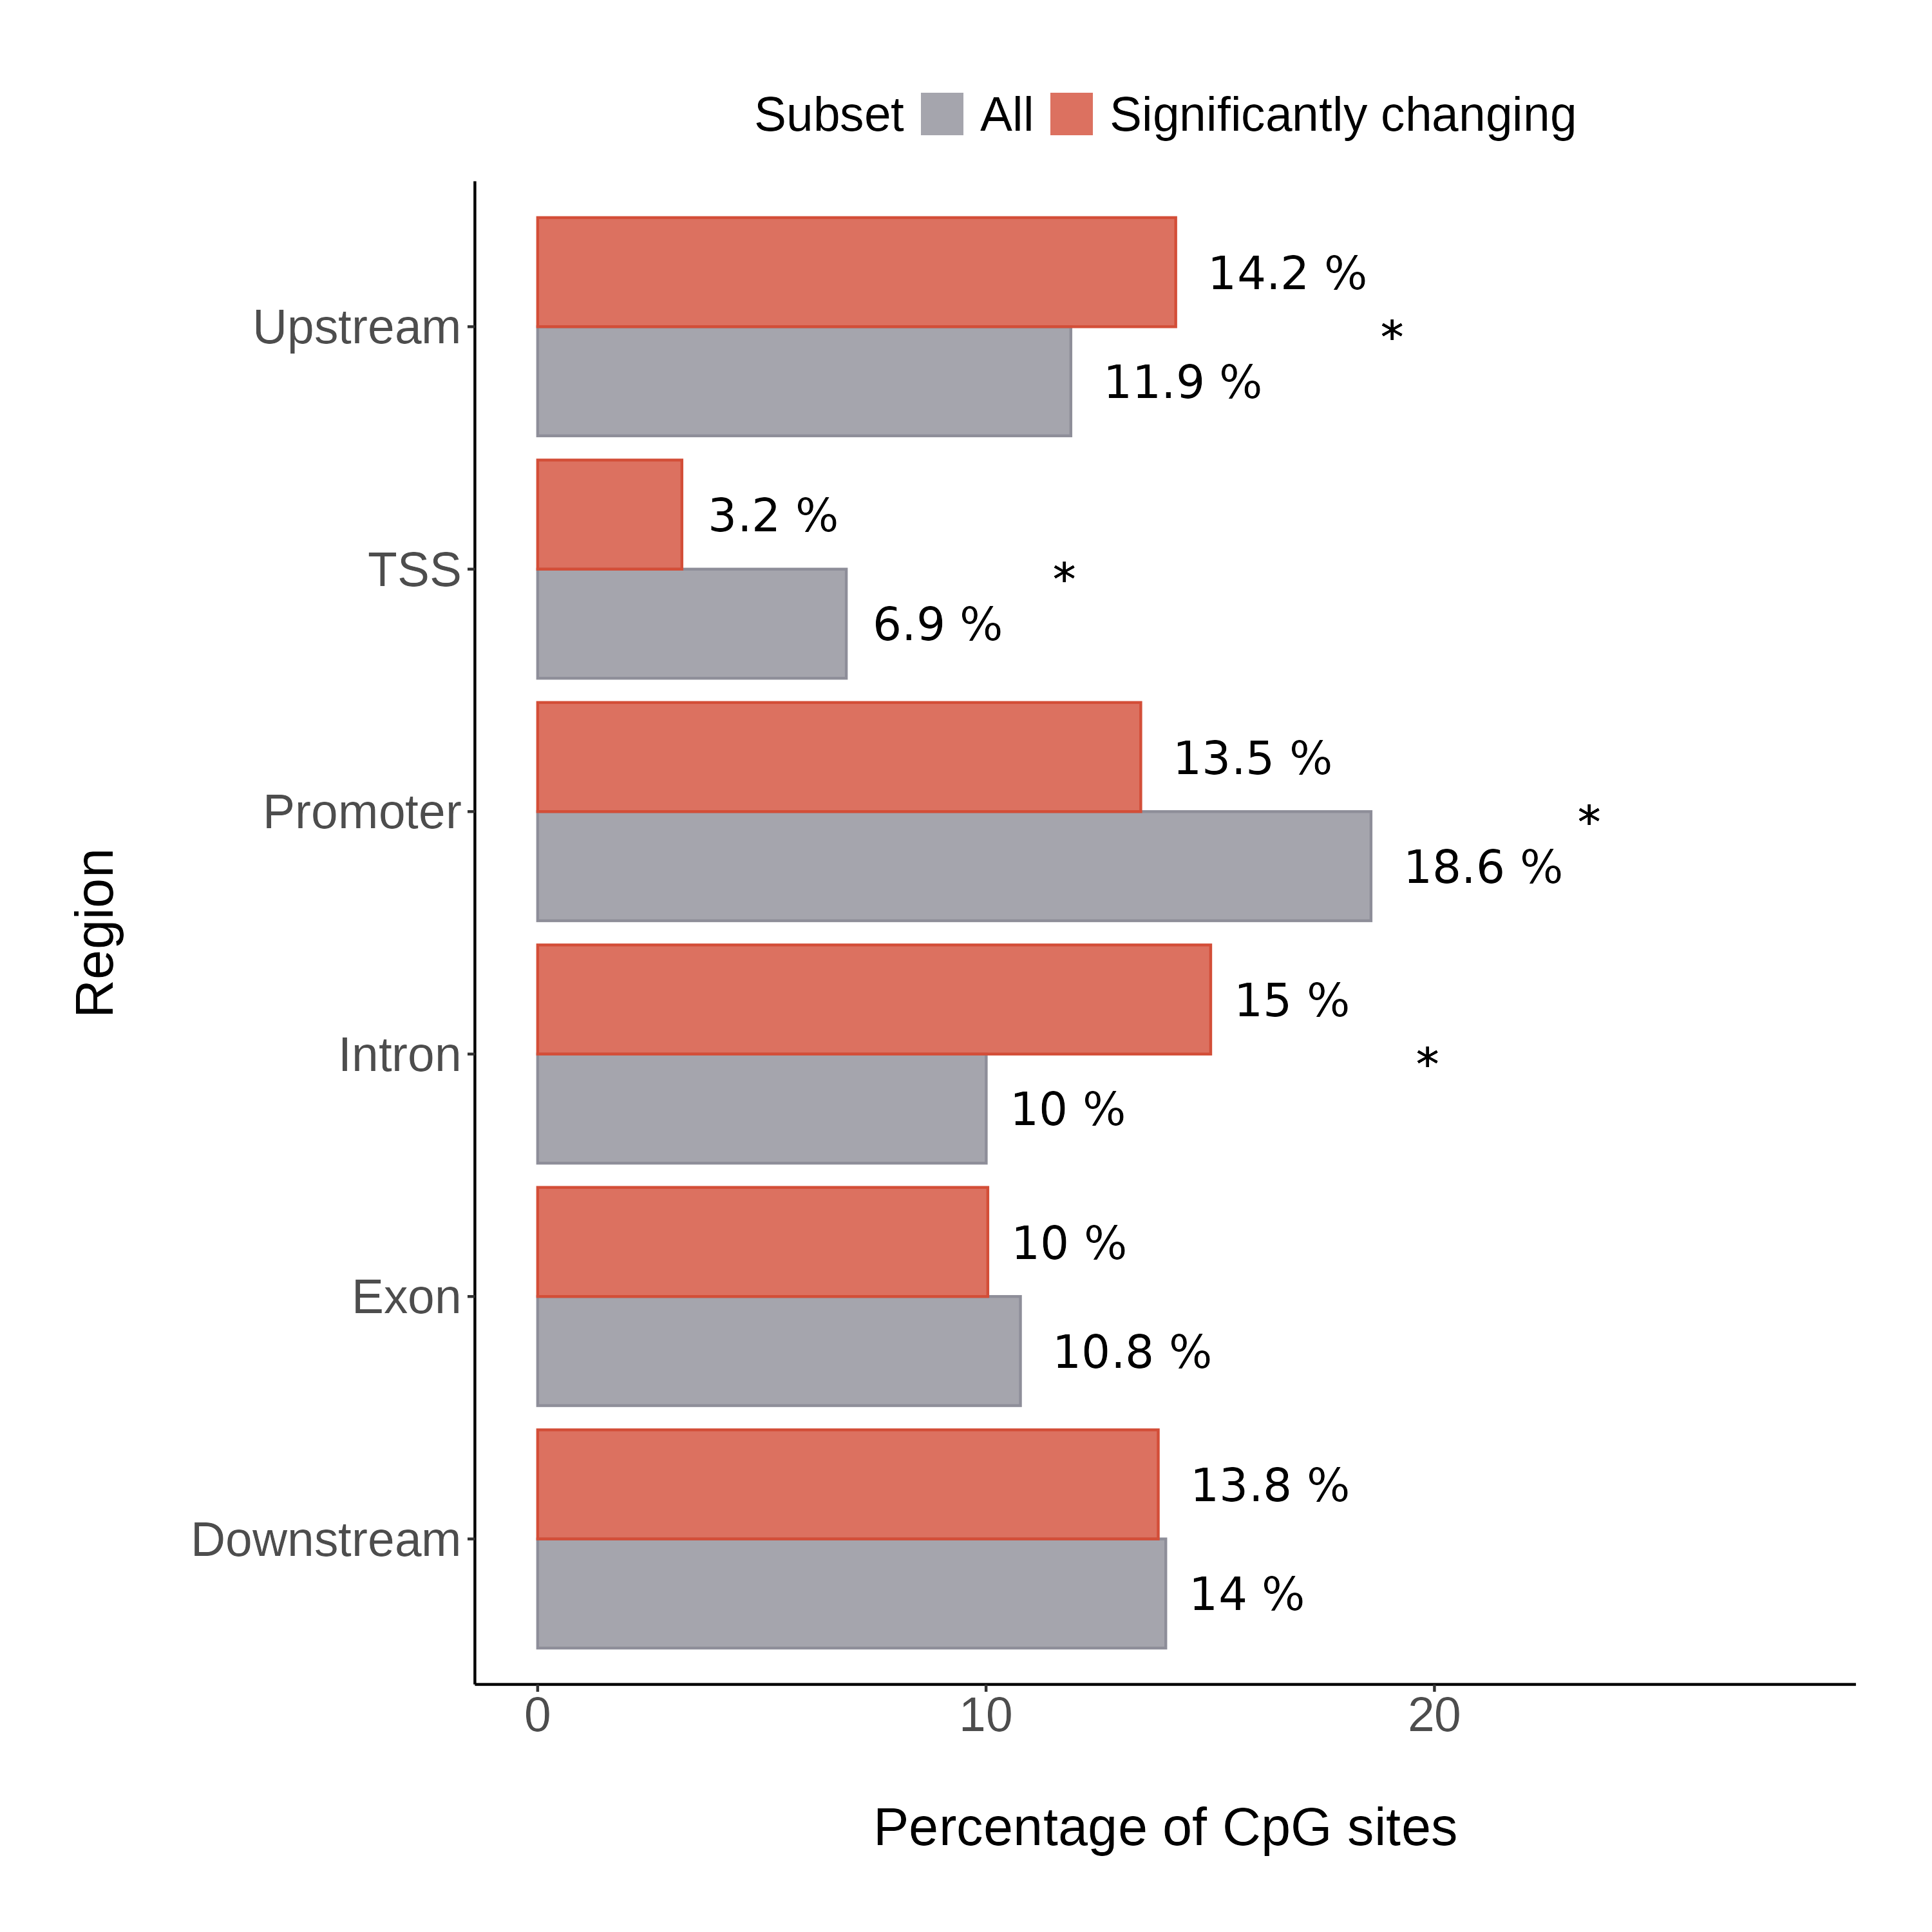 Subset All Significantly changing
Upstream
14.2 %
*
11.9 %
TSS
3.2 %
*
6.9 %
Promoter
13.5 %
*
18.6 %
Intron
15 %
*
10 %
Exon
10 %
10.8 %
Downstream
13.8 %
14 %
Region
0 10 20
Percentage of CpG sites